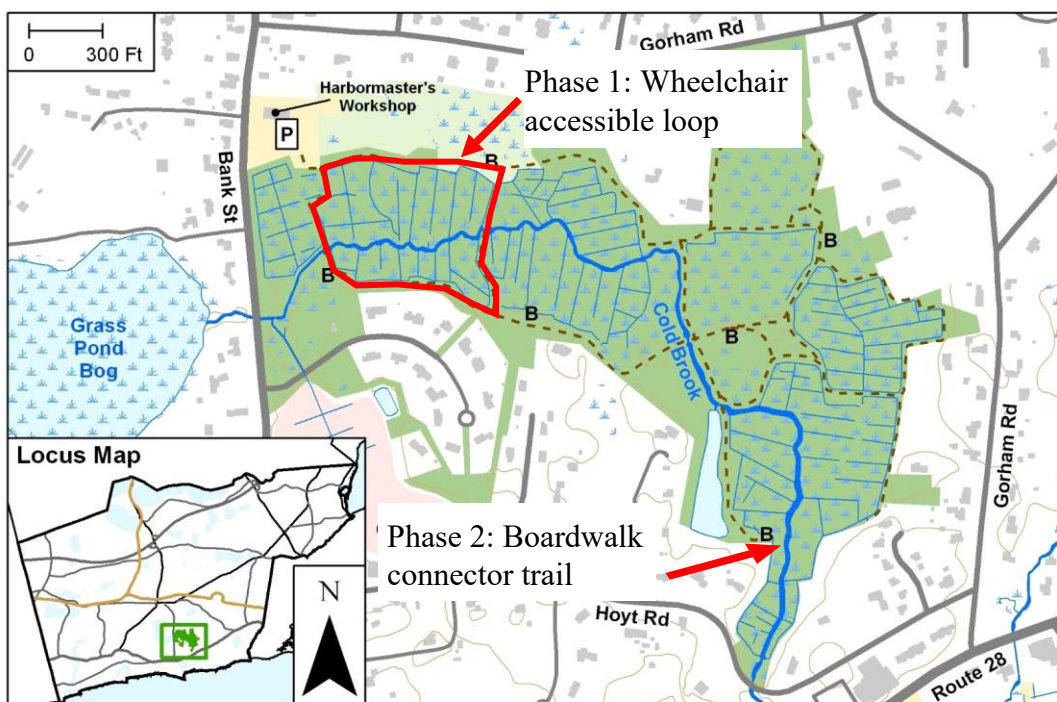 0 300 Ft
Gorham Rd
Phase 1: Wheelchair
accessible loop
Harbormaster's
Workshop
P
B
Bank St
B
B
B
B
Grass
Pond
Bog
Cold Brook
Gorham Rd
Locus Map
Phase 2: Boardwalk
connector trail
B
N
Hoyt Rd
Route 28